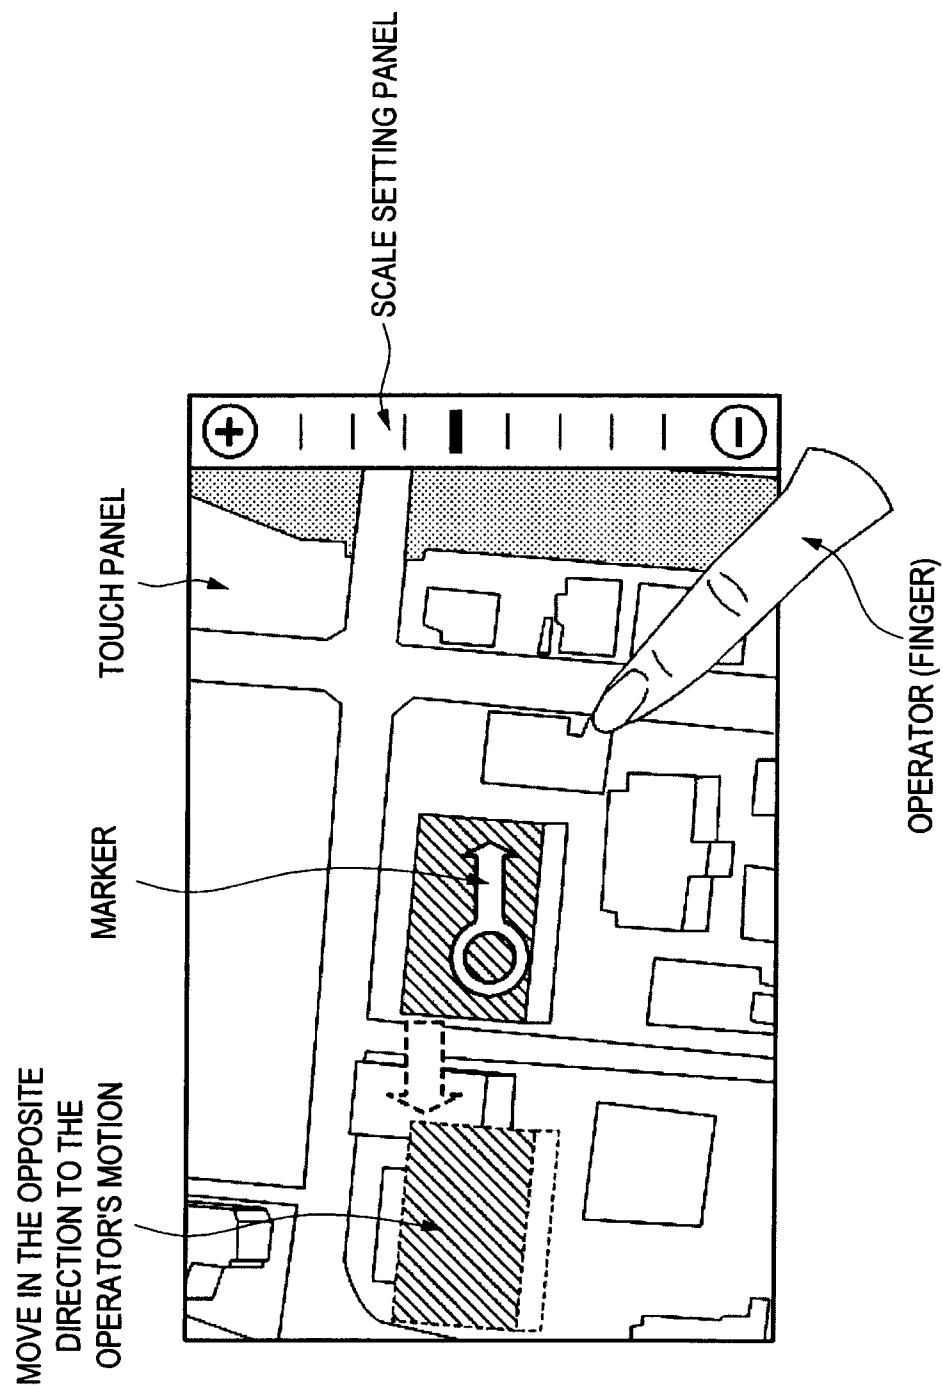 MOVE IN THE OPPOSITE
DIRECTION TO THE
OPERATOR'S MOTION
MARKER
TOUCH PANEL
SCALE SETTING PANEL
+
−
OPERATOR (FINGER)